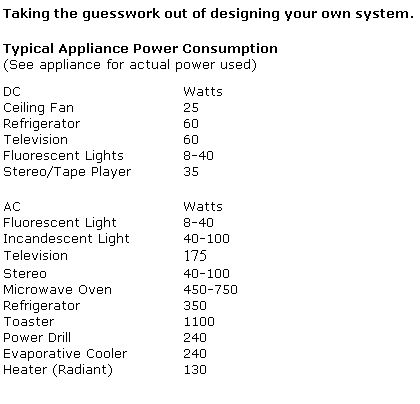 Taking the guesswork out of designing your own system.
Typical Appliance Power Consumption
(See appliance for actual power used)
DC Watts
Ceiling Fan 25
Refrigerator 60
Television 60
Fluorescent Lights 8-40
Stereo/Tape Player 35
AC Watts
Fluorescent Light 8-40
Incandescent Light 40-100
Television 175
Stereo 40-100
Microwave Oven 450-750
Refrigerator 350
Toaster 1100
Power Drill 240
Evaporative Cooler 240
Heater (Radiant) 130